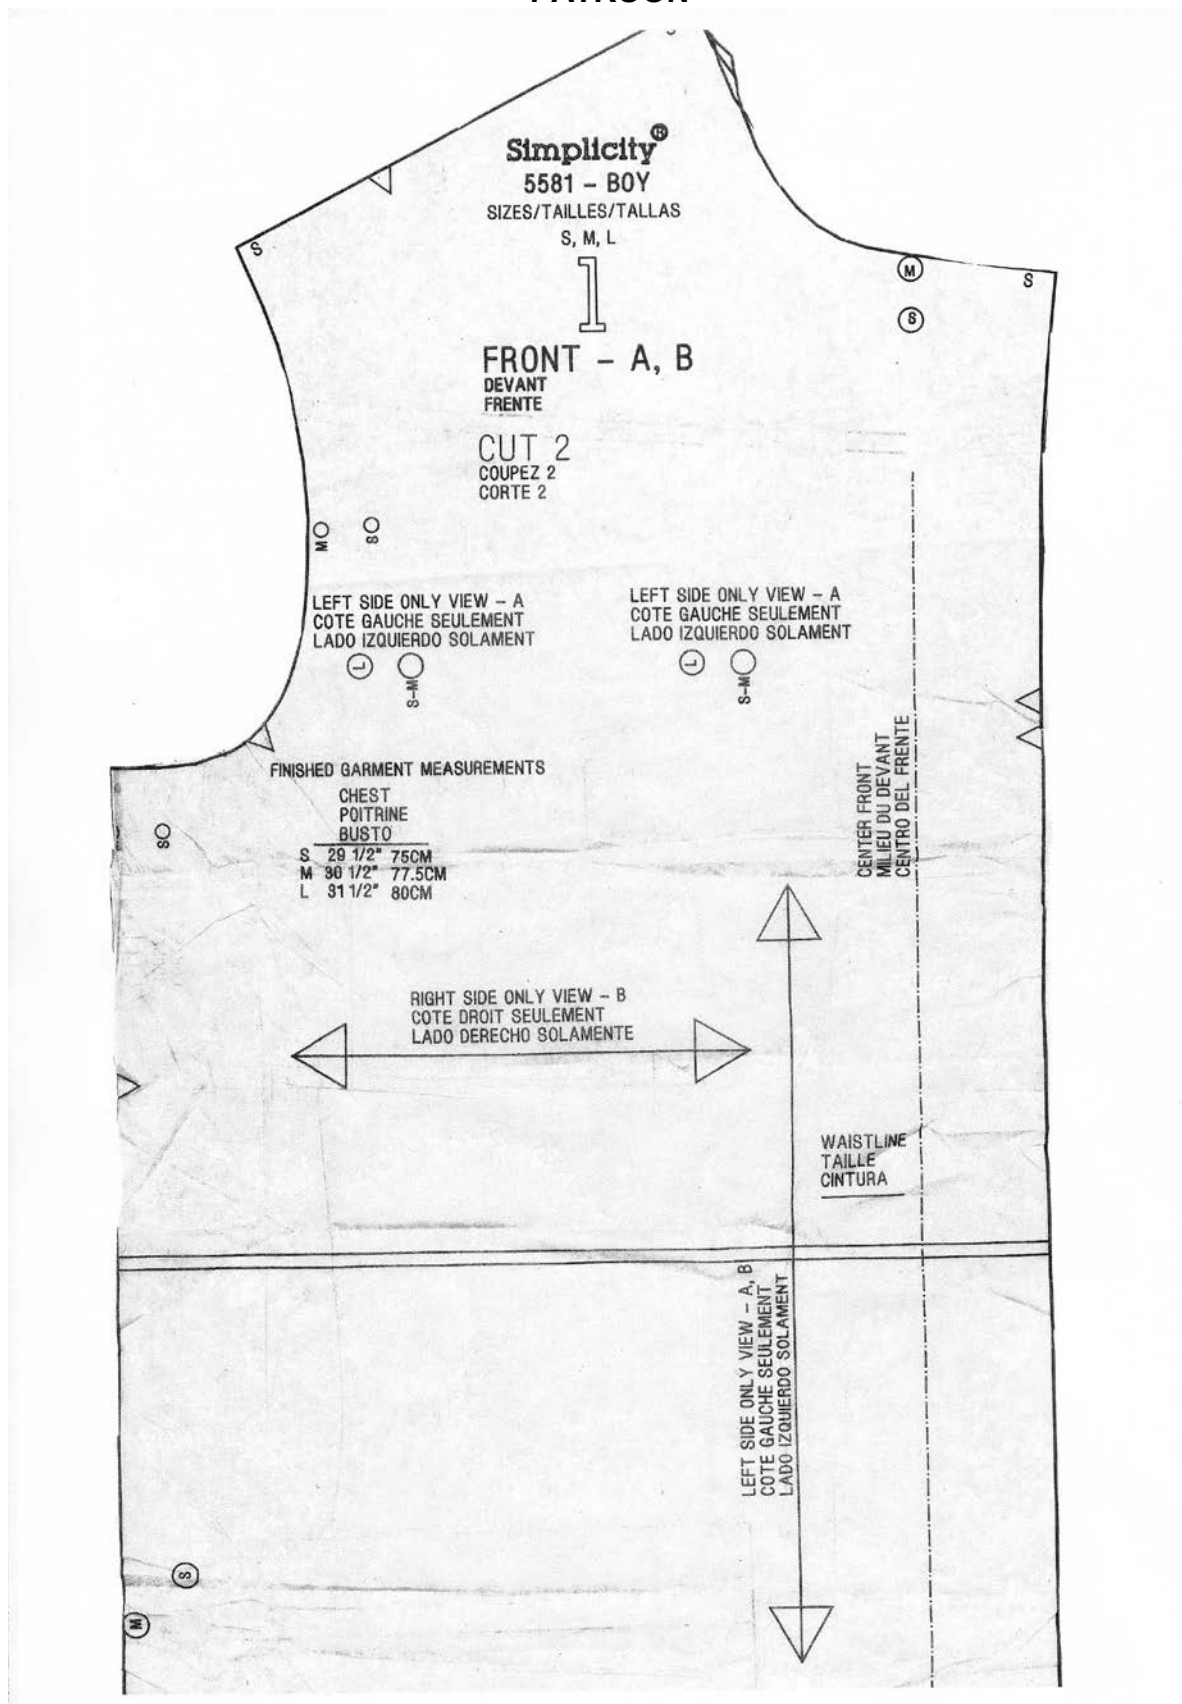 PATROON
Simplicity®
5581 – BOY
SIZES/TAILLES/TALLAS
S, M, L
1
FRONT – A, B
DEVANT
FRENTE
CUT 2
COUPEZ 2
CORTE 2
S
S
S
M
S
M
S
LEFT SIDE ONLY VIEW – A
COTE GAUCHE SEULEMENT
LADO IZQUIERDO SOLAMENT
L
S-M
LEFT SIDE ONLY VIEW – A
COTE GAUCHE SEULEMENT
LADO IZQUIERDO SOLAMENT
L
S-M
FINISHED GARMENT MEASUREMENTS
CHEST
POITRINE
BUSTO
S 29 1/2" 75CM
M 30 1/2" 77.5CM
L 31 1/2" 80CM
S
CENTER FRONT
MILIEU DU DEVANT
CENTRO DEL FRENTE
RIGHT SIDE ONLY VIEW – B
COTE DROIT SEULEMENT
LADO DERECHO SOLAMENTE
WAISTLINE
TAILLE
CINTURA
LEFT SIDE ONLY VIEW – A, B
COTE GAUCHE SEULEMENT
LADO IZQUIERDO SOLAMENT
S
M